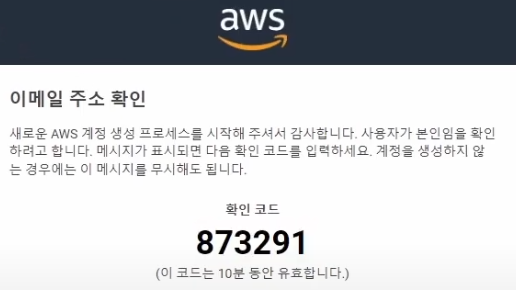 aws
이메일 주소 확인
새로운 AWS 계정 생성 프로세스를 시작해 주셔서 감사합니다. 사용자가 본인임을 확인
하려고 합니다. 메시지가 표시되면 다음 확인 코드를 입력하세요. 계정을 생성하지 않
는 경우에는 이 메시지를 무시해도 됩니다.
확인 코드
873291
(이 코드는 10분 동안 유효합니다.)